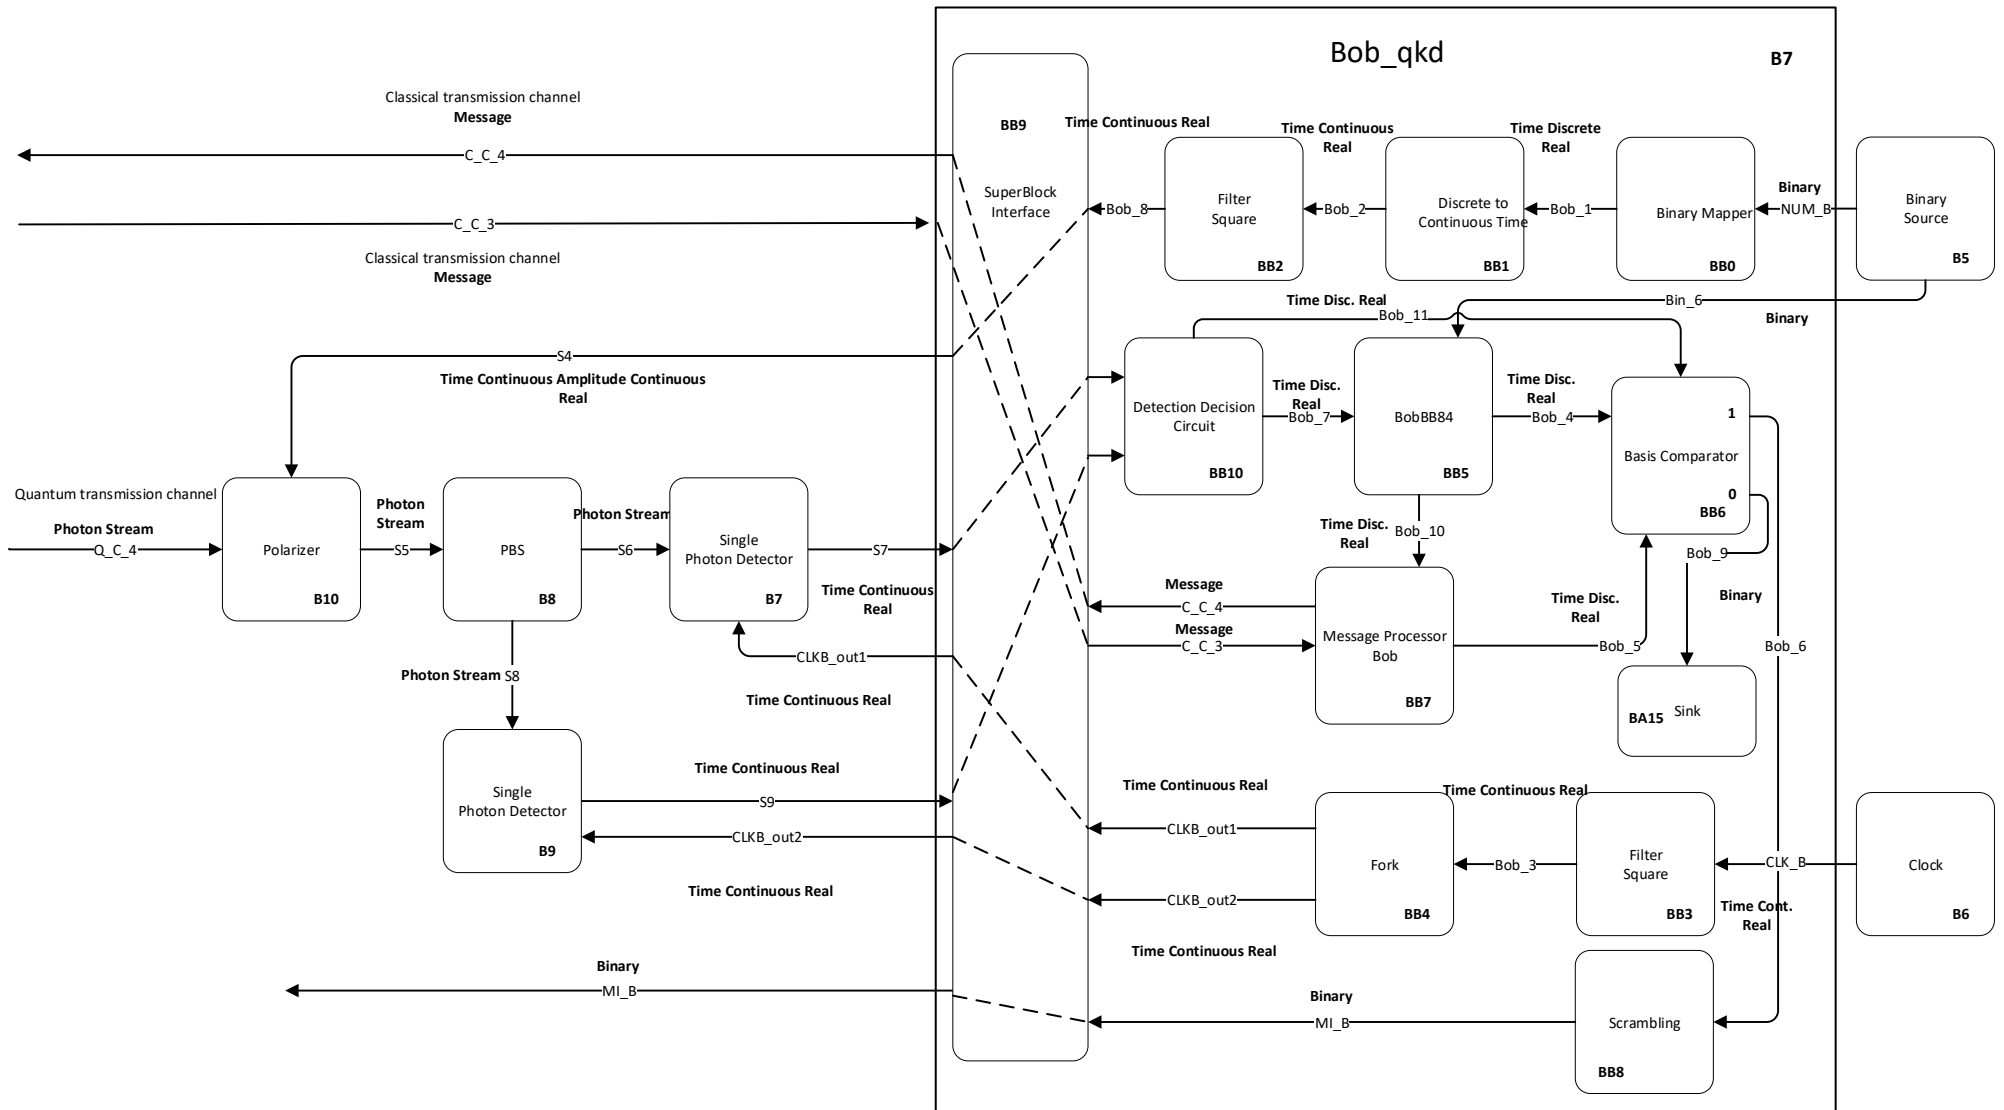 Bob_qkd
B7
Classical transmission channel
Message
C_C_4
C_C_3
Classical transmission channel
Message
BB9
SuperBlock
Interface
Time Continuous Real
Bob_8
Filter
Square
BB2
Time Continuous
Real
Bob_2
Discrete to
Continuous Time
BB1
Time Discrete
Real
Bob_1
Binary Mapper
BB0
Binary
NUM_B
Binary
Source
B5
Time Disc. Real
Bob_11
Bin_6
Binary
S4
Time Continuous Amplitude Continuous
Real
Detection Decision
Circuit
BB10
Time Disc.
Real
Bob_7
BobBB84
BB5
Time Disc.
Real
Bob_4
1
Basis Comparator
0
BB6
Quantum transmission channel
Photon Stream
Q_C_4
Polarizer
B10
Photon
Stream
S5
PBS
B8
Photon Stream
S6
Single
Photon Detector
B7
S7
Time Continuous
Real
Time Disc.
Real
Bob_10
Bob_9
Binary
Message
C_C_4
Message
C_C_3
Message Processor
Bob
BB7
Time Disc.
Real
Bob_5
Bob_6
CLKB_out1
Time Continuous Real
Photon Stream
S8
BA15
Sink
Single
Photon Detector
B9
Time Continuous Real
S9
CLKB_out2
Time Continuous Real
Time Continuous Real
CLKB_out1
CLKB_out2
Time Continuous Real
Fork
BB4
Time Continuous Real
Bob_3
Filter
Square
BB3
CLK_B
Time Cont.
Real
Clock
B6
Binary
MI_B
Binary
MI_B
Scrambling
BB8